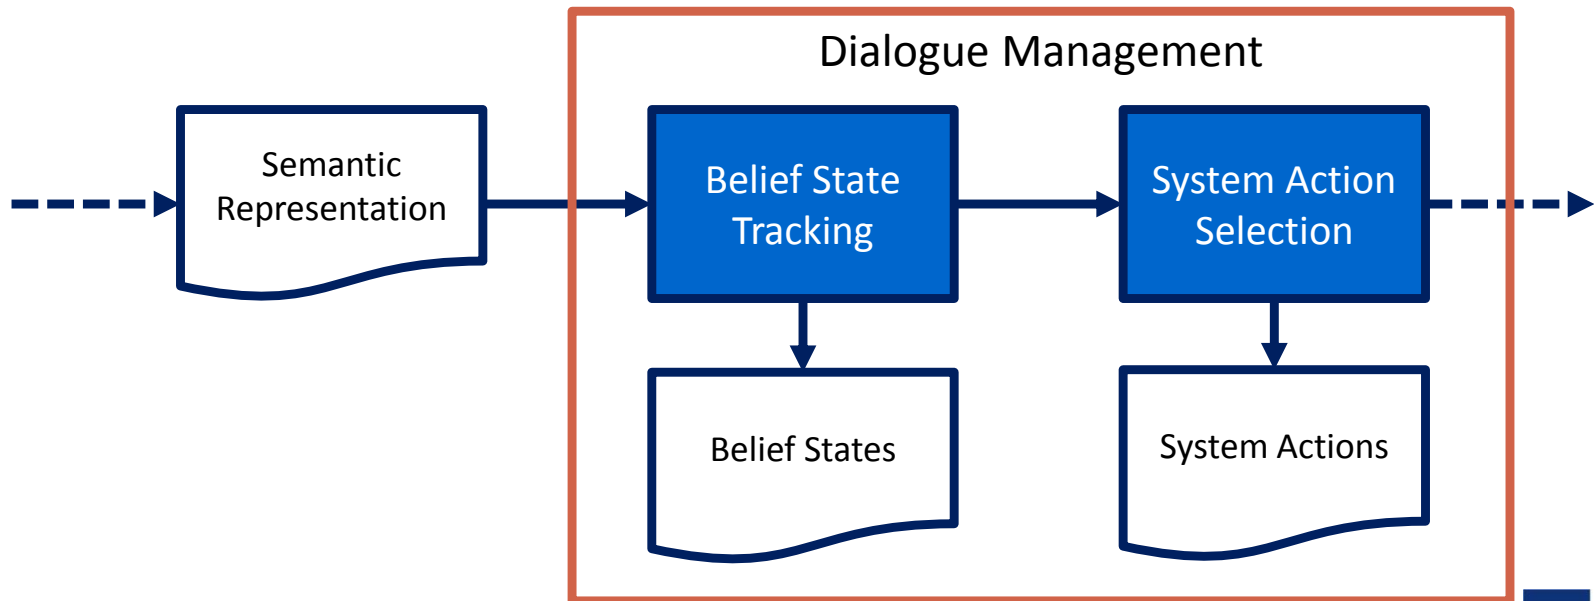 Dialogue Management
Semantic
Representation
Belief State
Tracking
System Action
Selection
Belief States
System Actions